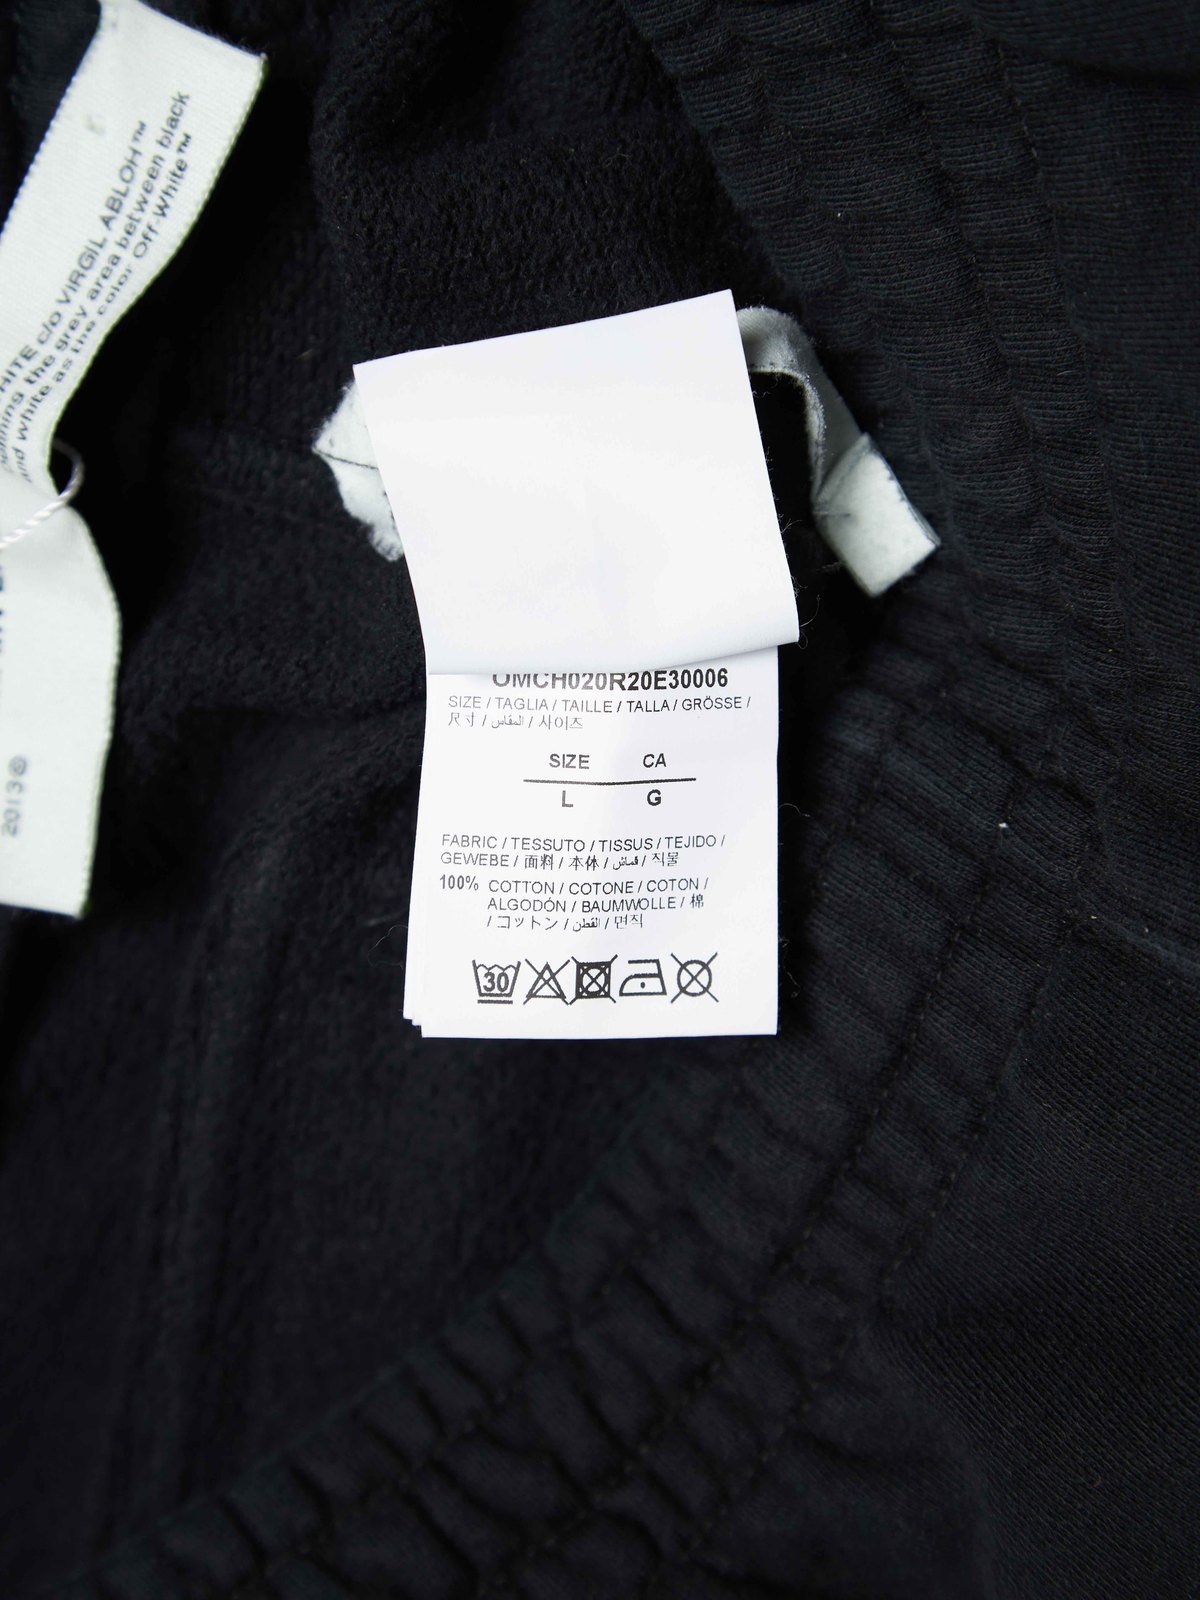 HITE c/o VIRGIL ABLOH™
the grey area between black
and white as the color Off-White™
2013®
OMCH020R20E30006
SIZE / TAGLIA / TAILLE / TALLA / GRÖSSE /
尺寸 / المقاس / 사이즈
SIZE CA
L G
FABRIC / TESSUTO / TISSUS / TEJIDO /
GEWEBE / 面料 / 本体 / قماش / 직물
100% COTTON / COTONE / COTON /
ALGODÓN / BAUMWOLLE / 棉
/ コットン / القطن / 면직
30